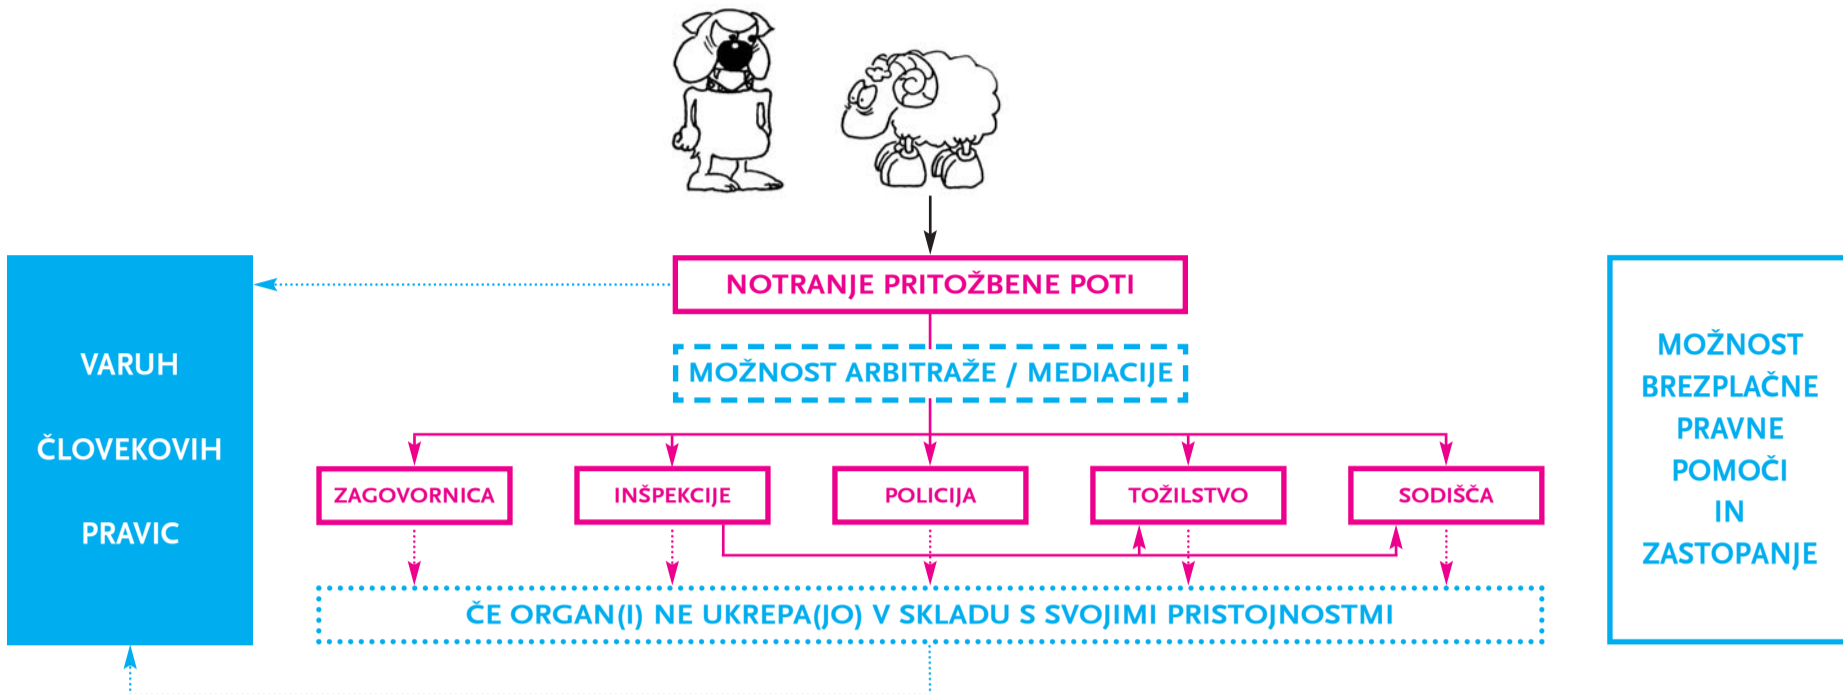 NOTRANJE PRITOŽBENE POTI
VARUH
ČLOVEKOVIH
PRAVIC
MOŽNOST ARBITRAŽE / MEDIACIJE
ZAGOVORNICA
INŠPEKCIJE
POLICIJA
TOŽILSTVO
SODIŠČA
ČE ORGAN(I) NE UKREPA(JO) V SKLADU S SVOJIMI PRISTOJNOSTMI
MOŽNOST
BREZPLAČNE
PRAVNE
POMOČI
IN
ZASTOPANJE